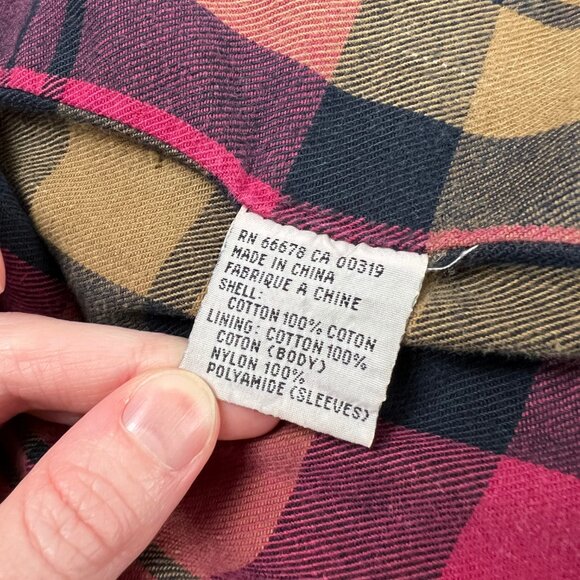 RN 66678 CA 00319
MADE IN CHINA
FABRIQUE A CHINE
SHELL:
COTTON 100% COTON
LINING: COTTON 100%
COTON (BODY)
NYLON 100%
POLYAMIDE (SLEEVES)